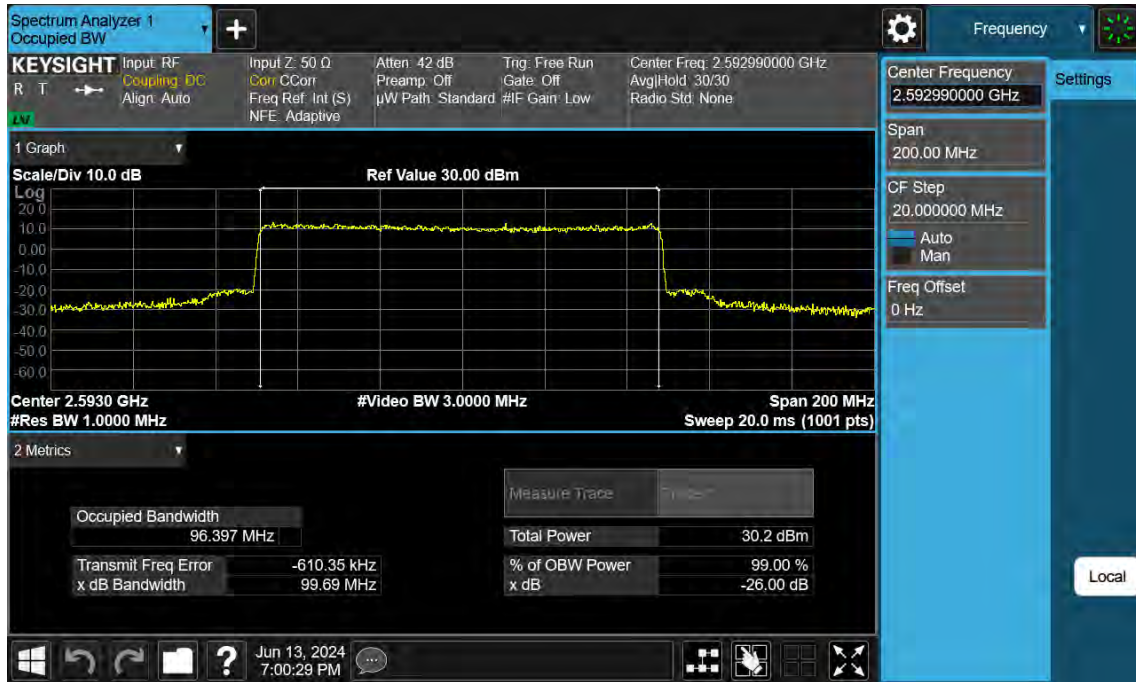 Spectrum Analyzer 1
Occupied BW
+
Frequency
KEYSIGHT
R T
Input: RF
Coupling: DC
Align: Auto
Input Z: 50 Ω
Corr CCorr
Freq Ref: Int (S)
NFE: Adaptive
Atten: 42 dB
Preamp: Off
µW Path: Standard
Trig: Free Run
Gate: Off
#IF Gain: Low
Center Freq: 2.592990000 GHz
Avg|Hold: 30/30
Radio Std: None
Center Frequency
2.592990000 GHz
Settings
Span
200.00 MHz
CF Step
20.000000 MHz
Auto
Man
Freq Offset
0 Hz
Local
1 Graph
Scale/Div 10.0 dB
Ref Value 30.00 dBm
Log
20.0
10.0
0.00
-10.0
-20.0
-30.0
-40.0
-50.0
-60.0
Center 2.5930 GHz
#Video BW 3.0000 MHz
Span 200 MHz
#Res BW 1.0000 MHz
Sweep 20.0 ms (1001 pts)
2 Metrics
Measure Trace
Occupied Bandwidth
96.397 MHz
Total Power 30.2 dBm
Transmit Freq Error -610.35 kHz
% of OBW Power 99.00 %
x dB Bandwidth 99.69 MHz
x dB -26.00 dB
?
Jun 13, 2024
7:00:29 PM